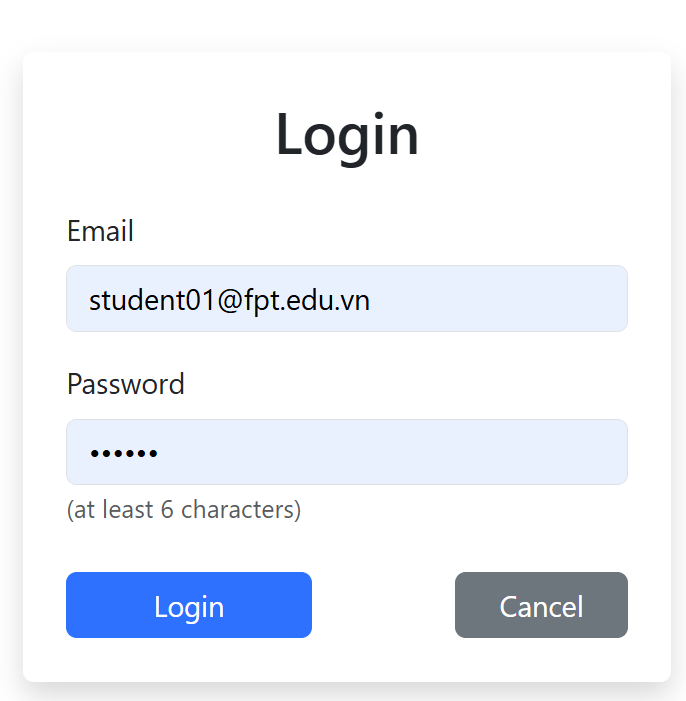 Login
Email
student01@fpt.edu.vn
Password
••••••
(at least 6 characters)
Login
Cancel